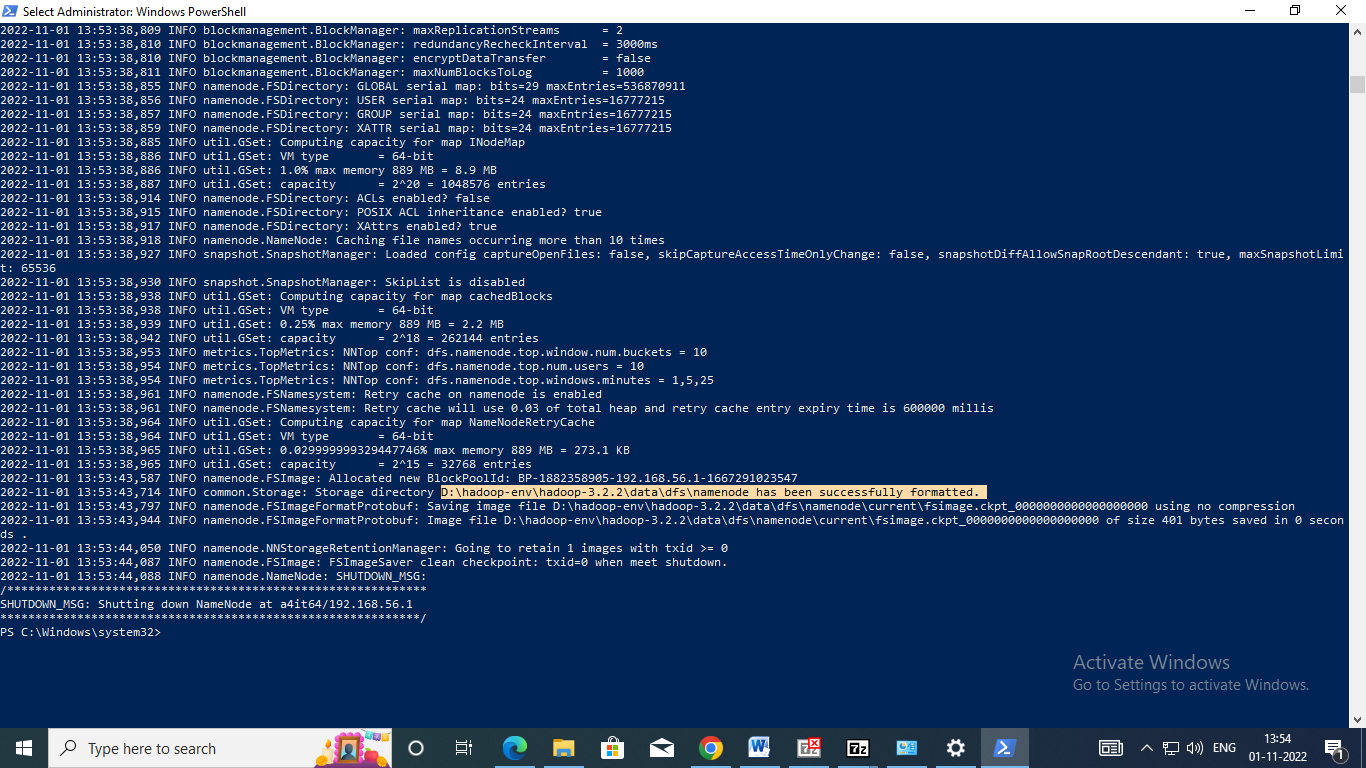 Select Administrator: Windows PowerShell
2022-11-01 13:53:38,809 INFO blockmanagement.BlockManager: maxReplicationStreams      = 2
2022-11-01 13:53:38,810 INFO blockmanagement.BlockManager: redundancyRecheckInterval  = 3000ms
2022-11-01 13:53:38,810 INFO blockmanagement.BlockManager: encryptDataTransfer        = false
2022-11-01 13:53:38,811 INFO blockmanagement.BlockManager: maxNumBlocksToLog          = 1000
2022-11-01 13:53:38,855 INFO namenode.FSDirectory: GLOBAL serial map: bits=29 maxEntries=536870911
2022-11-01 13:53:38,856 INFO namenode.FSDirectory: USER serial map: bits=24 maxEntries=16777215
2022-11-01 13:53:38,857 INFO namenode.FSDirectory: GROUP serial map: bits=24 maxEntries=16777215
2022-11-01 13:53:38,859 INFO namenode.FSDirectory: XATTR serial map: bits=24 maxEntries=16777215
2022-11-01 13:53:38,885 INFO util.GSet: Computing capacity for map INodeMap
2022-11-01 13:53:38,886 INFO util.GSet: VM type       = 64-bit
2022-11-01 13:53:38,886 INFO util.GSet: 1.0% max memory 889 MB = 8.9 MB
2022-11-01 13:53:38,887 INFO util.GSet: capacity      = 2^20 = 1048576 entries
2022-11-01 13:53:38,914 INFO namenode.FSDirectory: ACLs enabled? false
2022-11-01 13:53:38,915 INFO namenode.FSDirectory: POSIX ACL inheritance enabled? true
2022-11-01 13:53:38,917 INFO namenode.FSDirectory: XAttrs enabled? true
2022-11-01 13:53:38,918 INFO namenode.NameNode: Caching file names occurring more than 10 times
2022-11-01 13:53:38,927 INFO snapshot.SnapshotManager: Loaded config captureOpenFiles: false, skipCaptureAccessTimeOnlyChange: false, snapshotDiffAllowSnapRootDescendant: true, maxSnapshotLimi
t: 65536
2022-11-01 13:53:38,930 INFO snapshot.SnapshotManager: SkipList is disabled
2022-11-01 13:53:38,938 INFO util.GSet: Computing capacity for map cachedBlocks
2022-11-01 13:53:38,938 INFO util.GSet: VM type       = 64-bit
2022-11-01 13:53:38,939 INFO util.GSet: 0.25% max memory 889 MB = 2.2 MB
2022-11-01 13:53:38,942 INFO util.GSet: capacity      = 2^18 = 262144 entries
2022-11-01 13:53:38,953 INFO metrics.TopMetrics: NNTop conf: dfs.namenode.top.window.num.buckets = 10
2022-11-01 13:53:38,954 INFO metrics.TopMetrics: NNTop conf: dfs.namenode.top.num.users = 10
2022-11-01 13:53:38,954 INFO metrics.TopMetrics: NNTop conf: dfs.namenode.top.windows.minutes = 1,5,25
2022-11-01 13:53:38,961 INFO namenode.FSNamesystem: Retry cache on namenode is enabled
2022-11-01 13:53:38,961 INFO namenode.FSNamesystem: Retry cache will use 0.03 of total heap and retry cache entry expiry time is 600000 millis
2022-11-01 13:53:38,964 INFO util.GSet: Computing capacity for map NameNodeRetryCache
2022-11-01 13:53:38,964 INFO util.GSet: VM type       = 64-bit
2022-11-01 13:53:38,965 INFO util.GSet: 0.029999999329447746% max memory 889 MB = 273.1 KB
2022-11-01 13:53:38,965 INFO util.GSet: capacity      = 2^15 = 32768 entries
2022-11-01 13:53:43,587 INFO namenode.FSImage: Allocated new BlockPoolId: BP-1882358905-192.168.56.1-1667291023547
2022-11-01 13:53:43,714 INFO common.Storage: Storage directory D:\hadoop-env\hadoop-3.2.2\data\dfs\namenode has been successfully formatted.
2022-11-01 13:53:43,797 INFO namenode.FSImageFormatProtobuf: Saving image file D:\hadoop-env\hadoop-3.2.2\data\dfs\namenode\current\fsimage.ckpt_0000000000000000000 using no compression
2022-11-01 13:53:43,944 INFO namenode.FSImageFormatProtobuf: Image file D:\hadoop-env\hadoop-3.2.2\data\dfs\namenode\current\fsimage.ckpt_0000000000000000000 of size 401 bytes saved in 0 secon
ds .
2022-11-01 13:53:44,050 INFO namenode.NNStorageRetentionManager: Going to retain 1 images with txid >= 0
2022-11-01 13:53:44,087 INFO namenode.FSImage: FSImageSaver clean checkpoint: txid=0 when meet shutdown.
2022-11-01 13:53:44,088 INFO namenode.NameNode: SHUTDOWN_MSG:
/************************************************************
SHUTDOWN_MSG: Shutting down NameNode at a4it64/192.168.56.1
************************************************************/
PS C:\Windows\system32>
Activate Windows
Go to Settings to activate Windows.
Type here to search
W
7z
ENG
13:54
01-11-2022
1